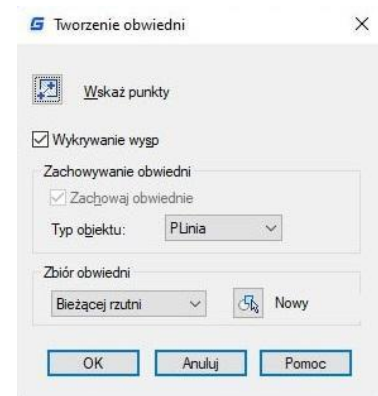 Tworzenie obwiedni
Wskaż punkty
Wykrywanie wysp
Zachowywanie obwiedni
Zachowaj obwiednie
Typ objektu: PLinia
Zbiór obwiedni
Bieżącej rzutni Nowy
OK Anuluj Pomoc